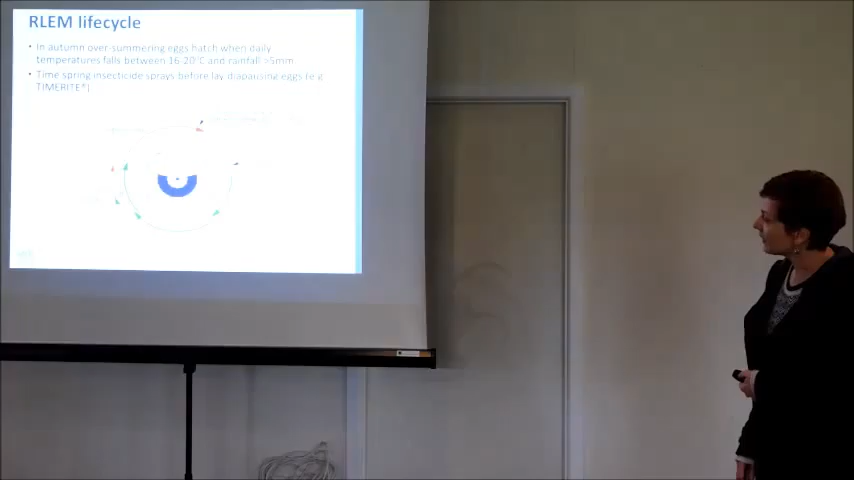 RLEM lifecycle
• In autumn over-summering eggs hatch when daily
temperatures falls between 16-20°C and rainfall >5mm
• Time spring insecticide sprays before lay diapausing eggs (e.g.
TIMERITE®)